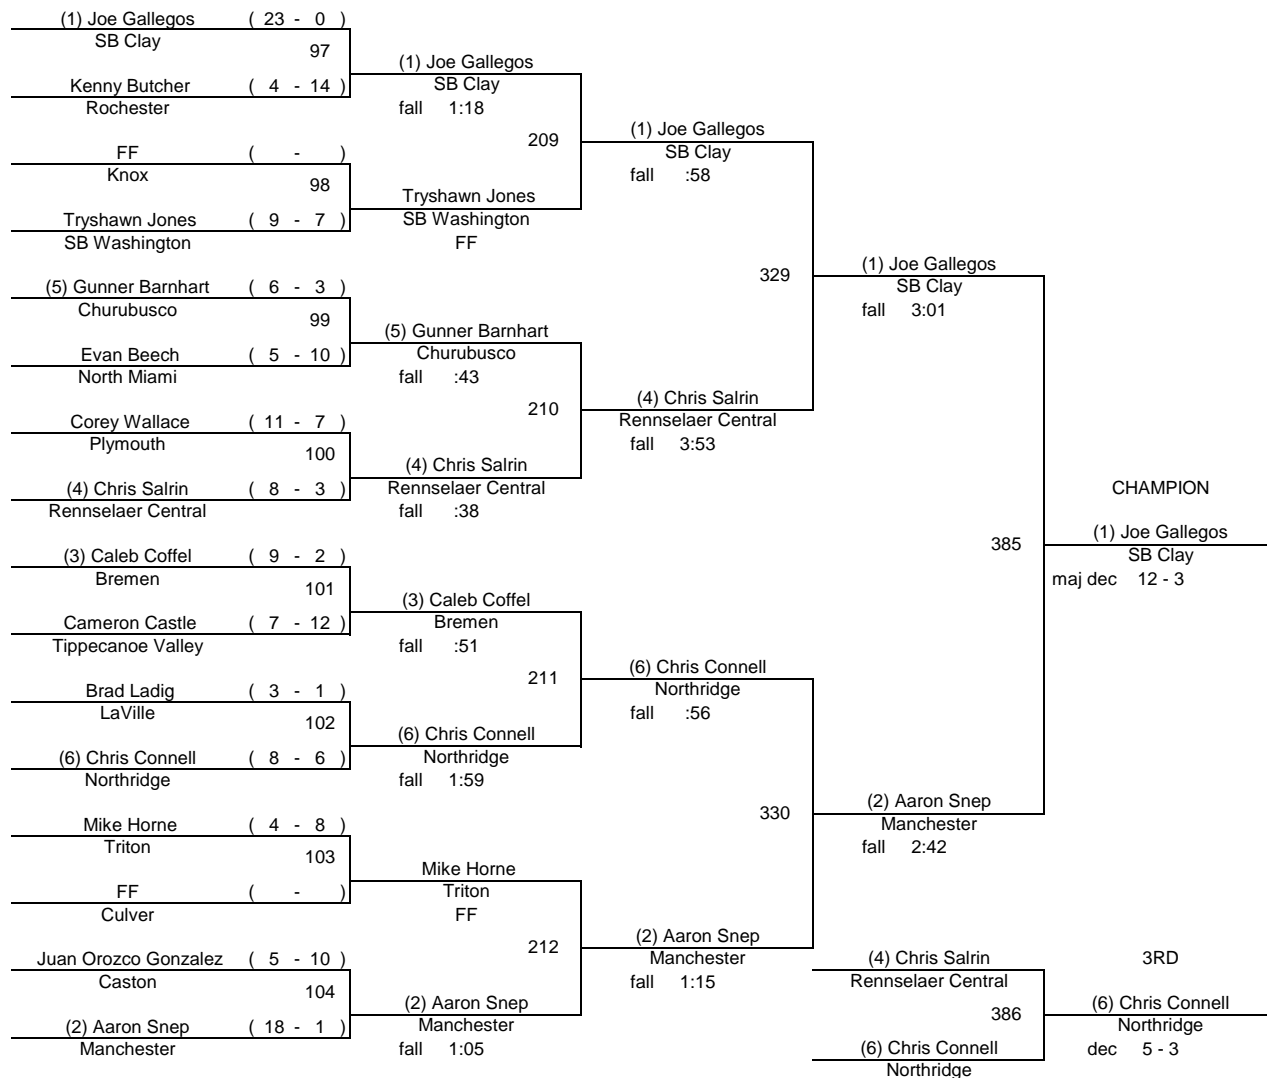 (1) Joe Gallegos ( 23 - 0 )
SB Clay
97
Kenny Butcher ( 4 - 14 )
Rochester
FF ( - )
Knox
98
Tryshawn Jones ( 9 - 7 )
SB Washington
(5) Gunner Barnhart ( 6 - 3 )
Churubusco
99
Evan Beech ( 5 - 10 )
North Miami
Corey Wallace ( 11 - 7 )
Plymouth
100
(4) Chris Salrin ( 8 - 3 )
Rennselaer Central
(3) Caleb Coffel ( 9 - 2 )
Bremen
101
Cameron Castle ( 7 - 12 )
Tippecanoe Valley
Brad Ladig ( 3 - 1 )
LaVille
102
(6) Chris Connell ( 8 - 6 )
Northridge
Mike Horne ( 4 - 8 )
Triton
103
FF ( - )
Culver
Juan Orozco Gonzalez ( 5 - 10 )
Caston
104
(2) Aaron Snep ( 18 - 1 )
Manchester
(1) Joe Gallegos
SB Clay
fall 1:18
209
Tryshawn Jones
SB Washington
FF
(5) Gunner Barnhart
Churubusco
fall :43
210
(4) Chris Salrin
Rennselaer Central
fall :38
(3) Caleb Coffel
Bremen
fall :51
211
(6) Chris Connell
Northridge
fall 1:59
Mike Horne
Triton
FF
212
(2) Aaron Snep
Manchester
fall 1:05
(1) Joe Gallegos
SB Clay
fall :58
329
(4) Chris Salrin
Rennselaer Central
fall 3:53
(6) Chris Connell
Northridge
fall :56
330
(2) Aaron Snep
Manchester
fall 1:15
(1) Joe Gallegos
SB Clay
fall 3:01
385
(2) Aaron Snep
Manchester
fall 2:42
CHAMPION
(1) Joe Gallegos
SB Clay
maj dec 12 - 3
(4) Chris Salrin
Rennselaer Central
386
(6) Chris Connell
Northridge
3RD
(6) Chris Connell
Northridge
dec 5 - 3